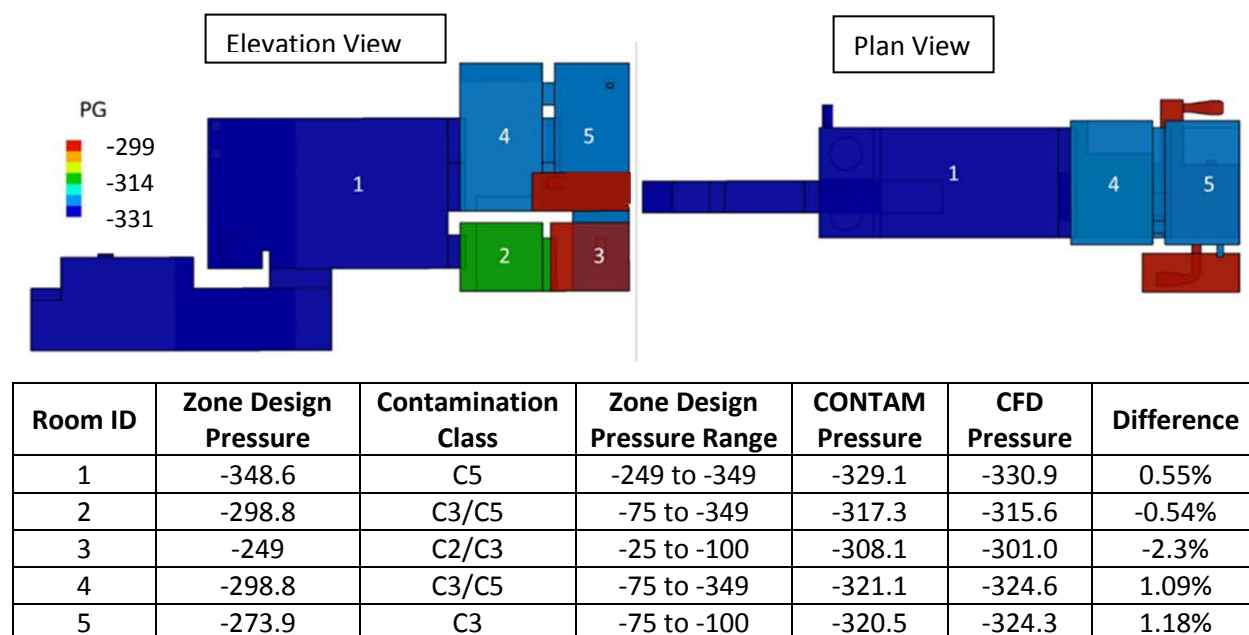 Elevation View
Plan View
PG
-299
-314
-331
1
4
5
2
3
1
4
5
Room ID Zone Design Pressure Contamination Class Zone Design Pressure Range CONTAM Pressure CFD Pressure Difference
1 -348.6 C5 -249 to -349 -329.1 -330.9 0.55%
2 -298.8 C3/C5 -75 to -349 -317.3 -315.6 -0.54%
3 -249 C2/C3 -25 to -100 -308.1 -301.0 -2.3%
4 -298.8 C3/C5 -75 to -349 -321.1 -324.6 1.09%
5 -273.9 C3 -75 to -100 -320.5 -324.3 1.18%